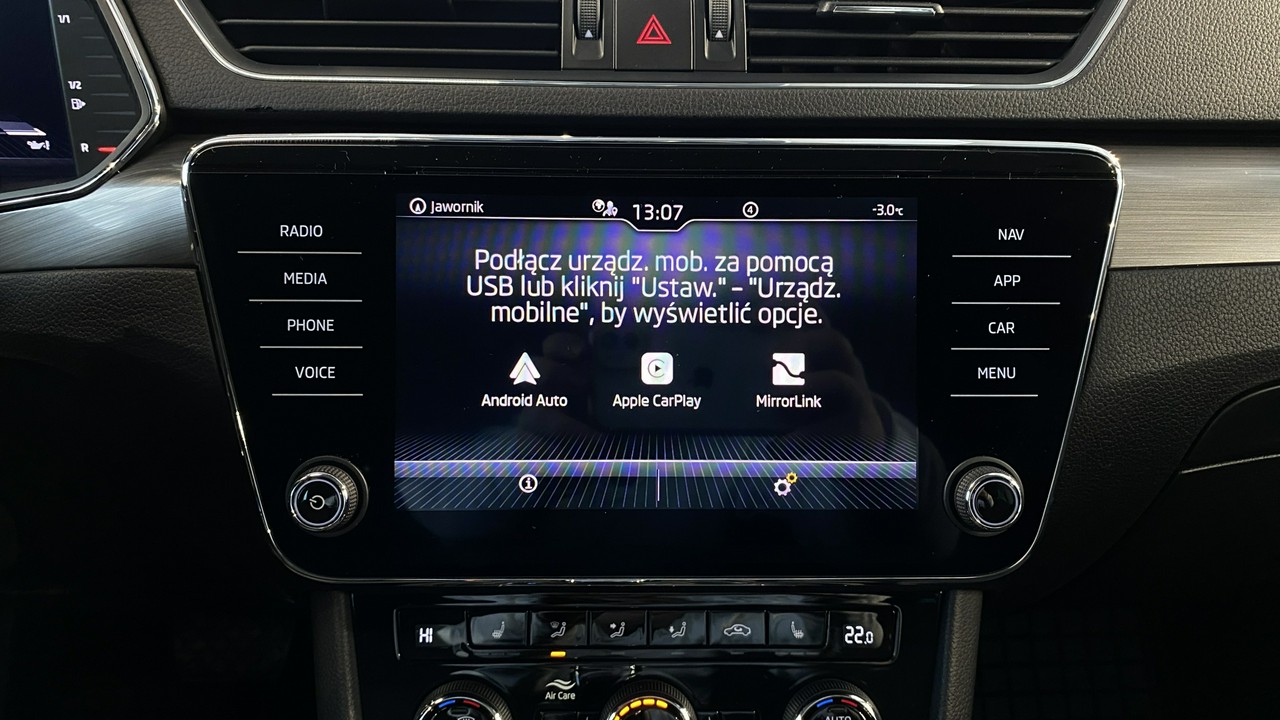 1/1
1/2
R
RADIO
MEDIA
PHONE
VOICE
Jawornik
13:07
4
-3.0°C
Podłącz urządz. mob. za pomocą
USB lub kliknij "Ustaw." – "Urządz.
mobilne", by wyświetlić opcje.
Android Auto
Apple CarPlay
MirrorLink
NAV
APP
CAR
MENU
HI
22.0
Air Care
AUTO